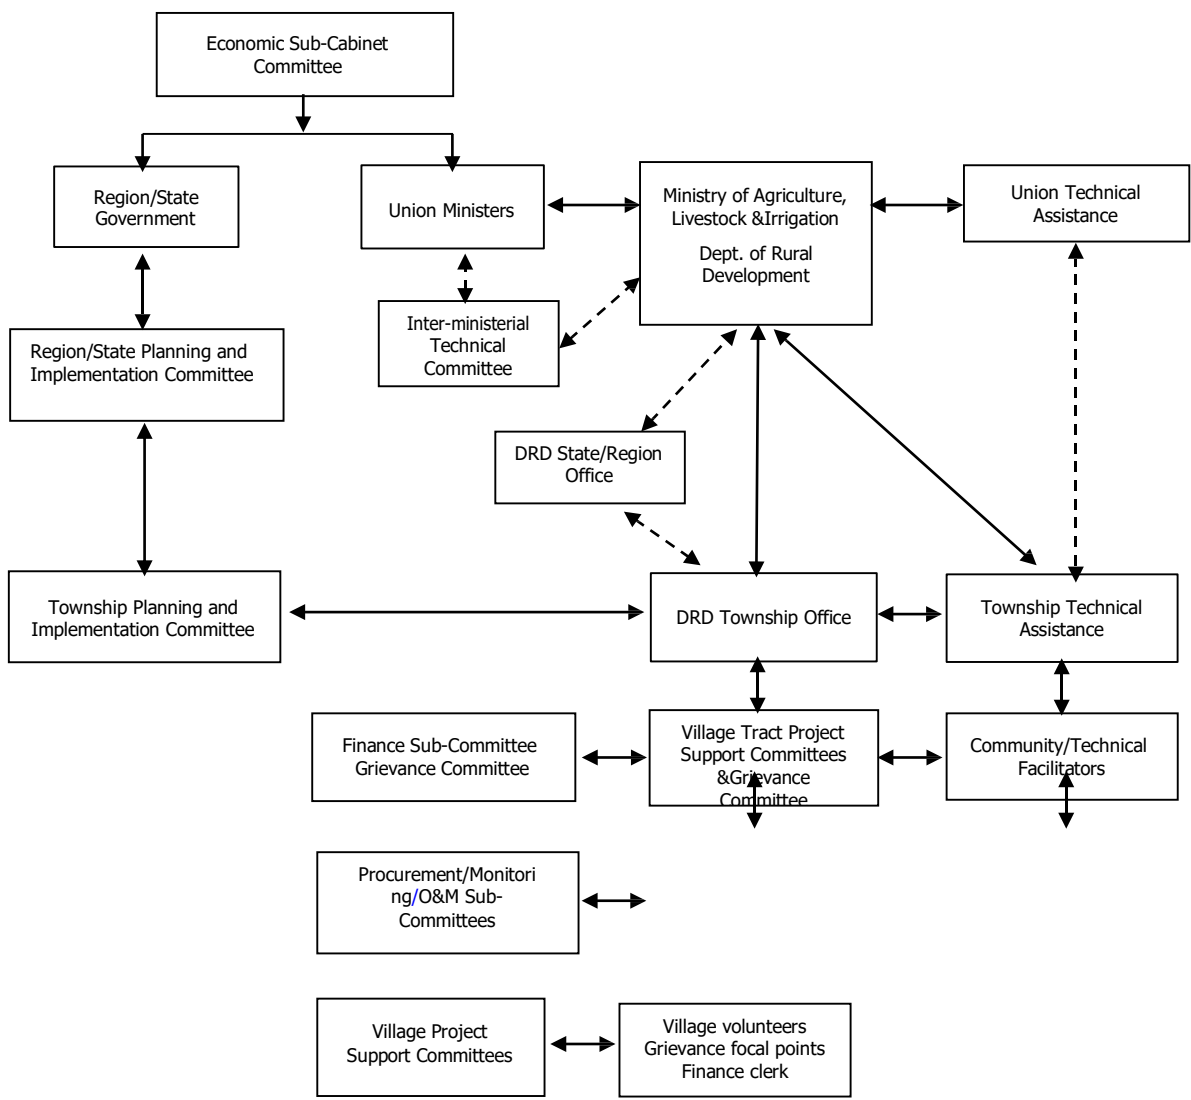 Economic Sub-Cabinet
Committee
Region/State
Government
Union Ministers
Ministry of Agriculture,
Livestock &Irrigation
Dept. of Rural
Development
Union Technical
Assistance
Inter-ministerial
Technical
Committee
Region/State Planning and
Implementation Committee
DRD State/Region
Office
Township Planning and
Implementation Committee
DRD Township Office
Township Technical
Assistance
Finance Sub-Committee
Grievance Committee
Village Tract Project
Support Committees
&Grievance
Committee
Community/Technical
Facilitators
Procurement/Monitori
ng/O&M Sub-
Committees
Village Project
Support Committees
Village volunteers
Grievance focal points
Finance clerk